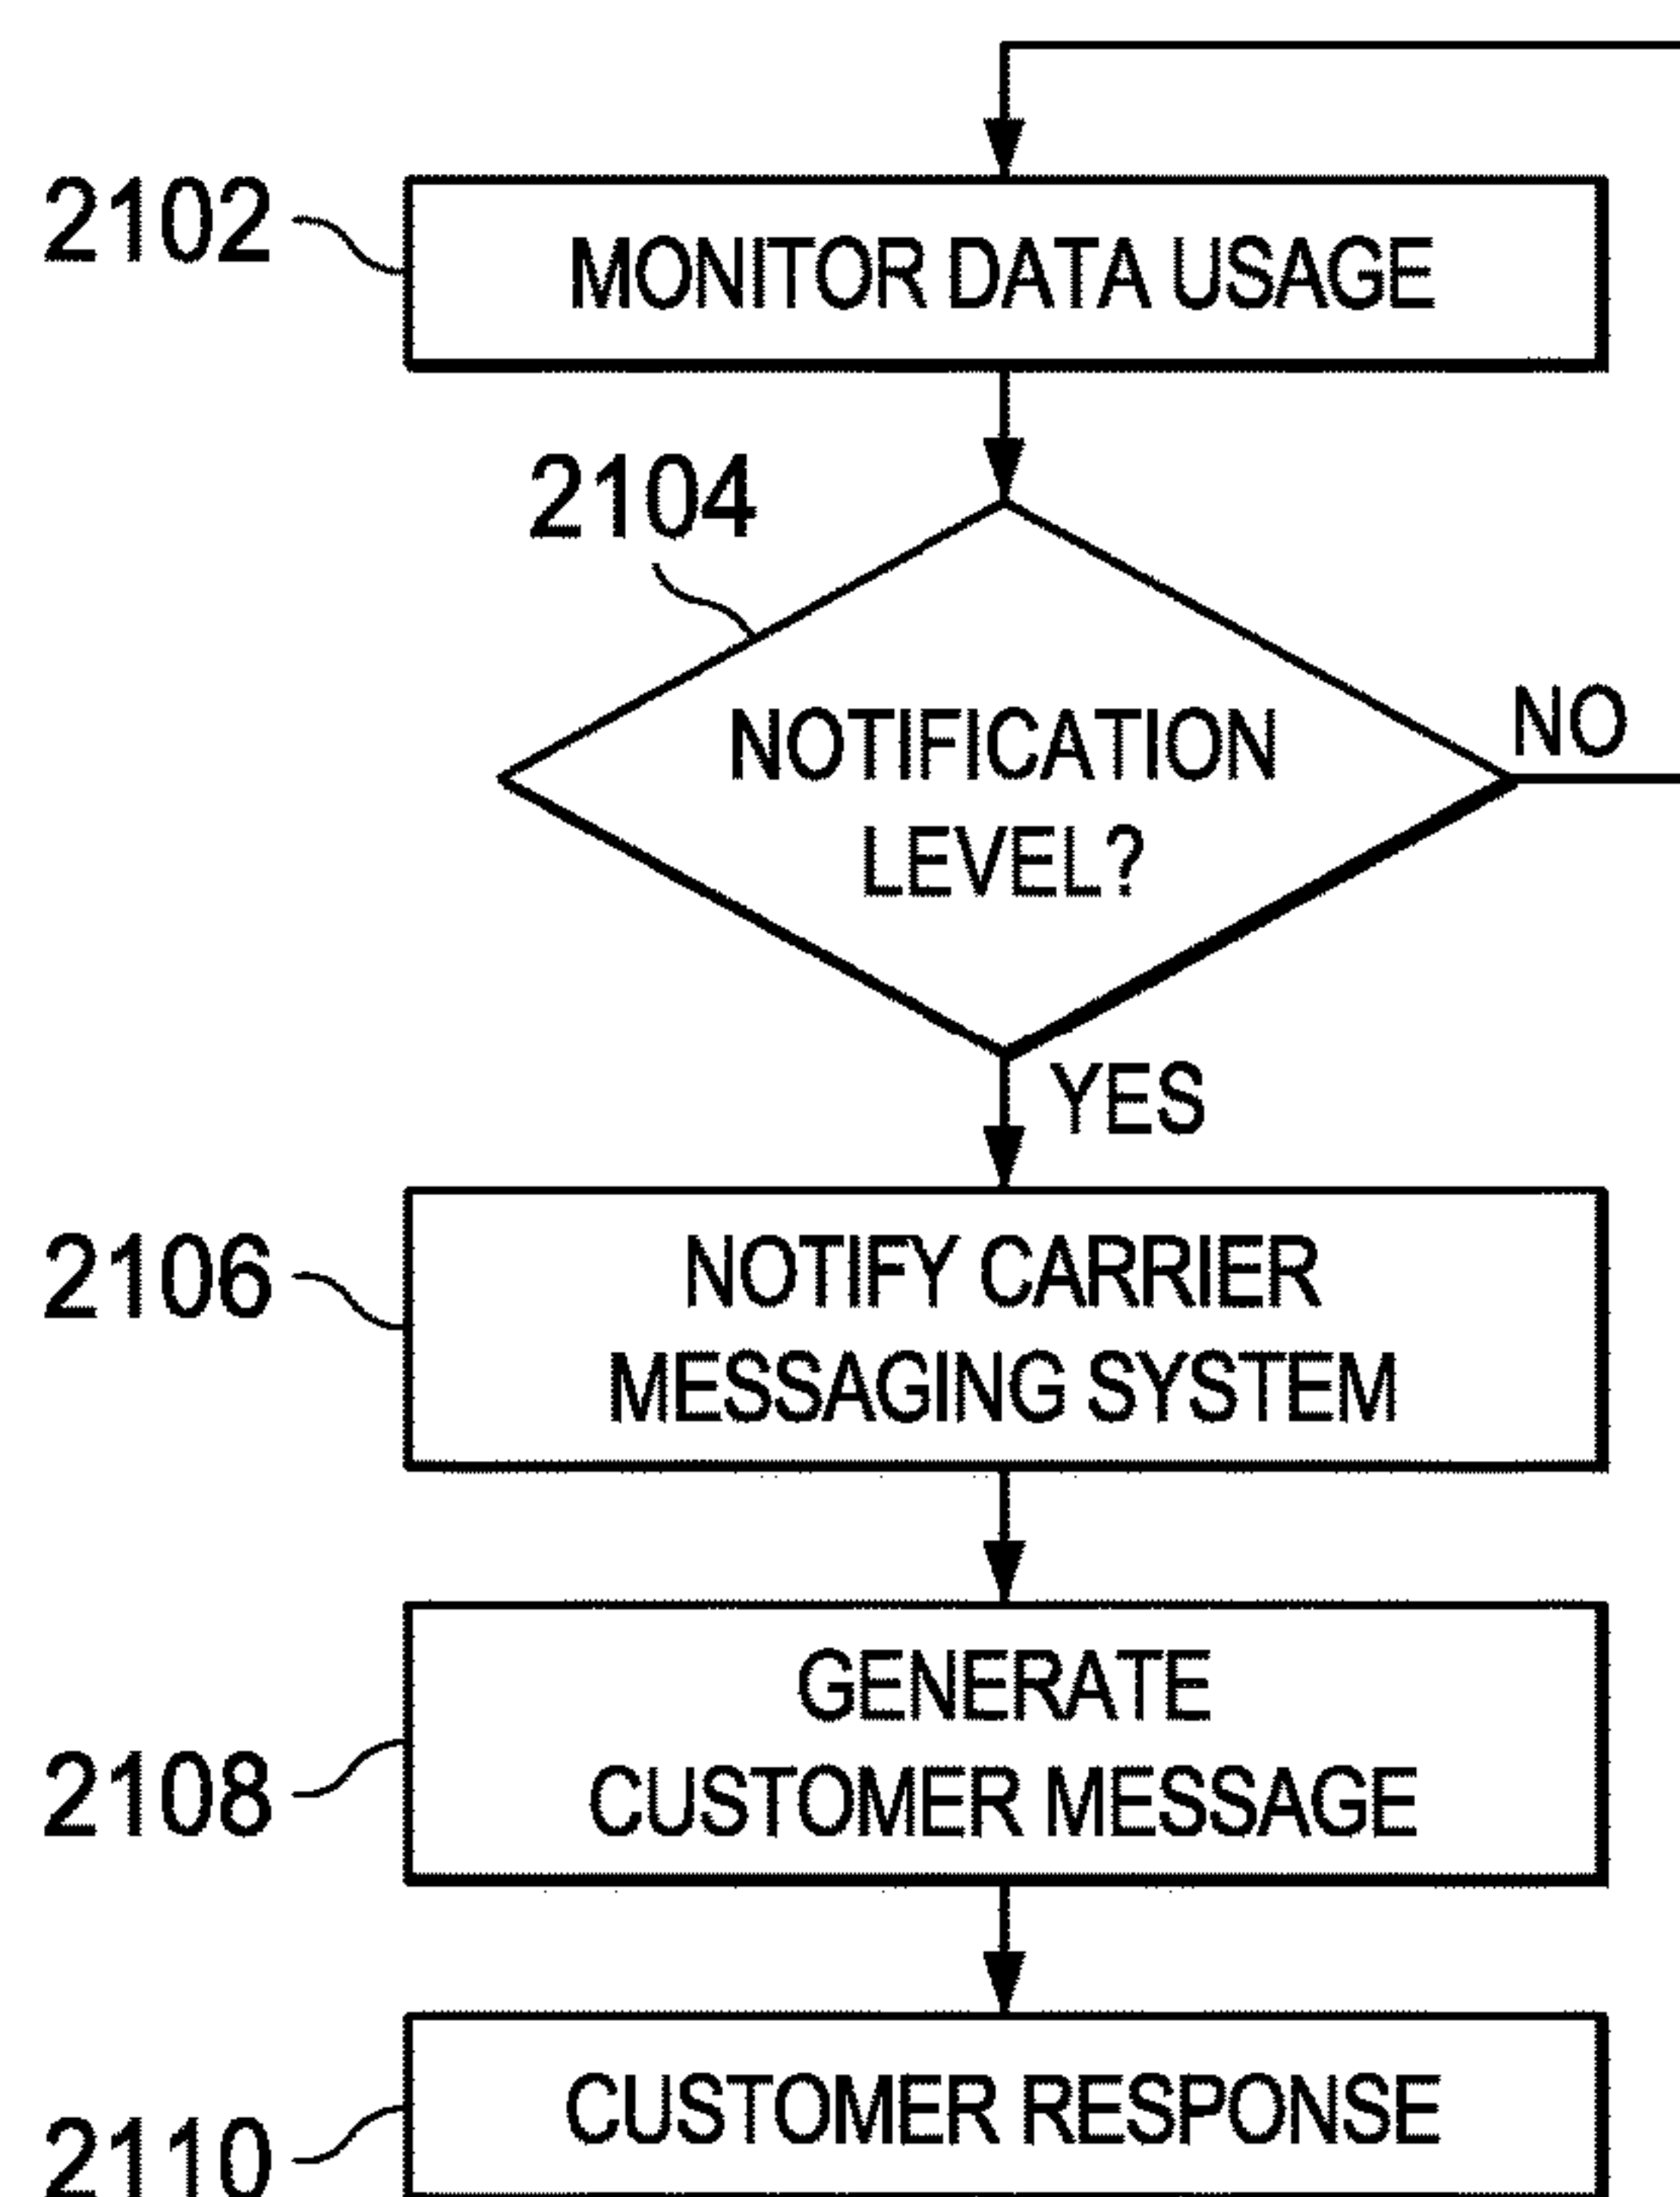 2102
MONITOR DATA USAGE
2104
NOTIFICATION
LEVEL?
NO
YES
2106
NOTIFY CARRIER
MESSAGING SYSTEM
GENERATE
2108
CUSTOMER MESSAGE
CUSTOMER RESPONSE
2110